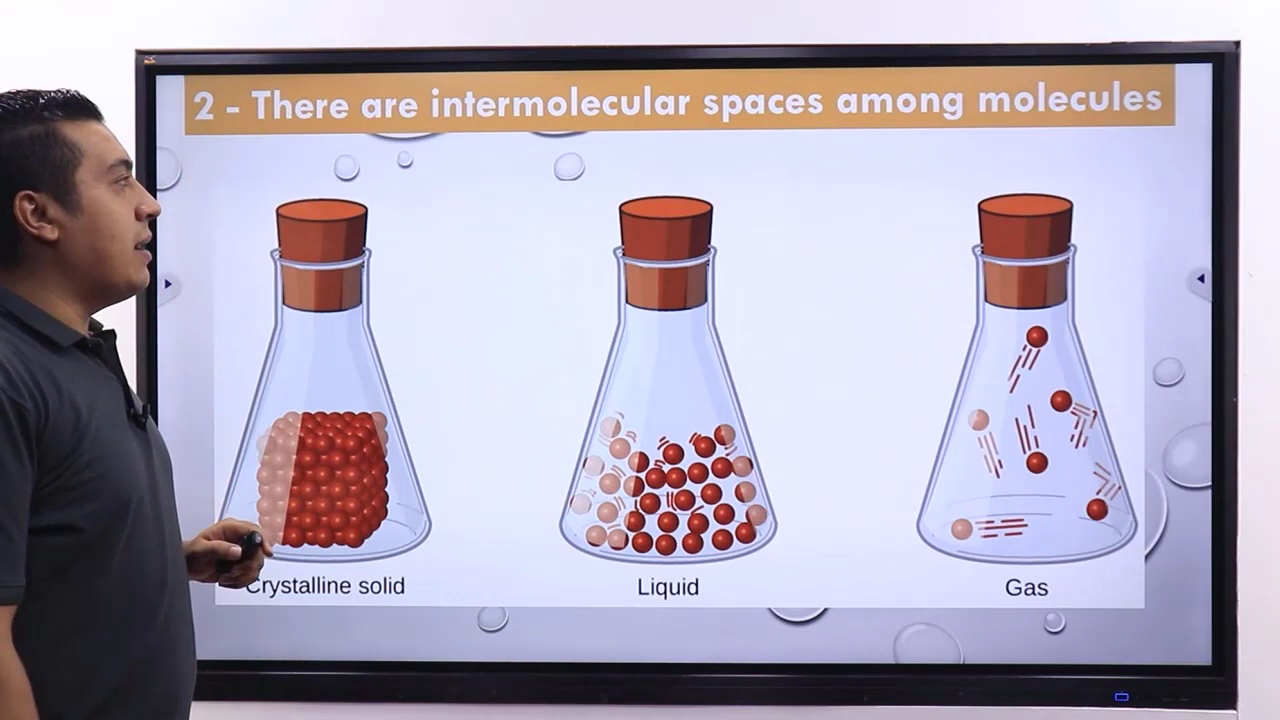 2 - There are intermolecular spaces among molecules
Crystalline solid
Liquid
Gas